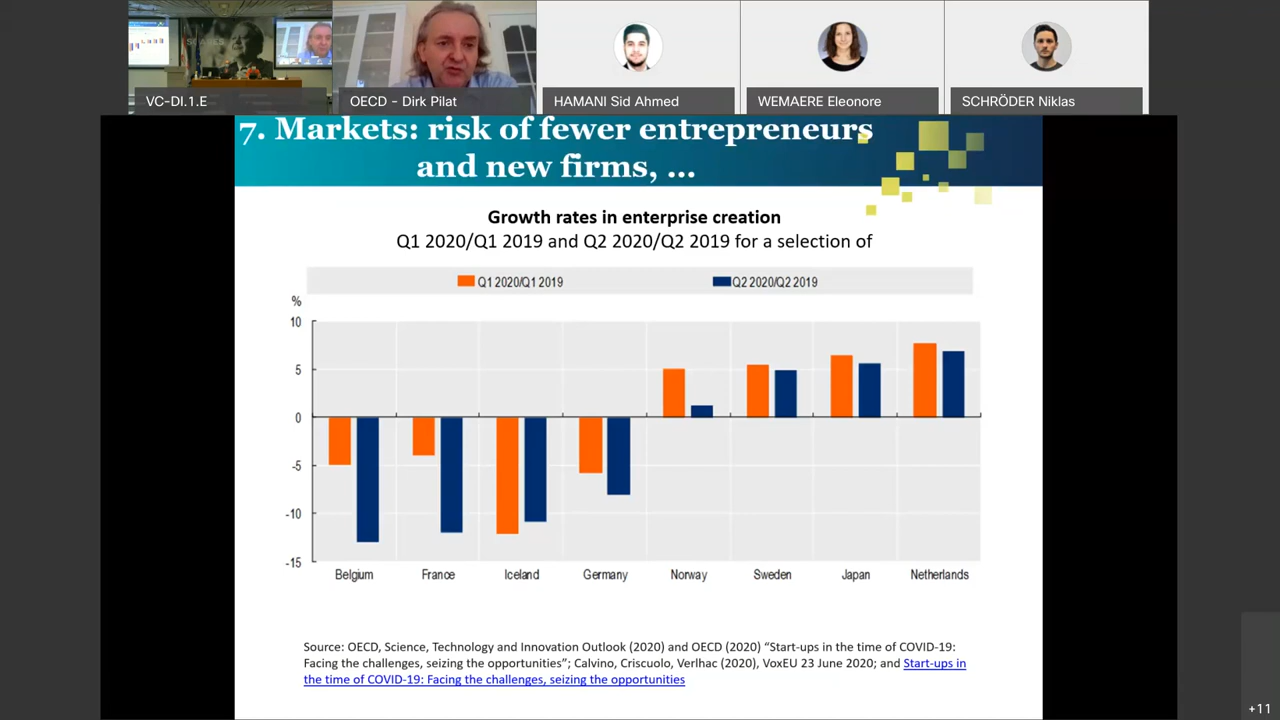 SOARES
VC-DI.1.E
OECD - Dirk Pilat
HAMANI Sid Ahmed
WEMAERE Eleonore
SCHRÖDER Niklas
7. Markets: risk of fewer entrepreneurs
and new firms, ...
Growth rates in enterprise creation
Q1 2020/Q1 2019 and Q2 2020/Q2 2019 for a selection of
Q1 2020/Q1 2019
Q2 2020/Q2 2019
%
10
5
0
-5
-10
-15
Belgium
France
Iceland
Germany
Norway
Sweden
Japan
Netherlands
Source: OECD, Science, Technology and Innovation Outlook (2020) and OECD (2020) “Start-ups in the time of COVID-19:
Facing the challenges, seizing the opportunities”; Calvino, Criscuolo, Verlhac (2020), VoxEU 23 June 2020; and Start-ups in
the time of COVID-19: Facing the challenges, seizing the opportunities
+11